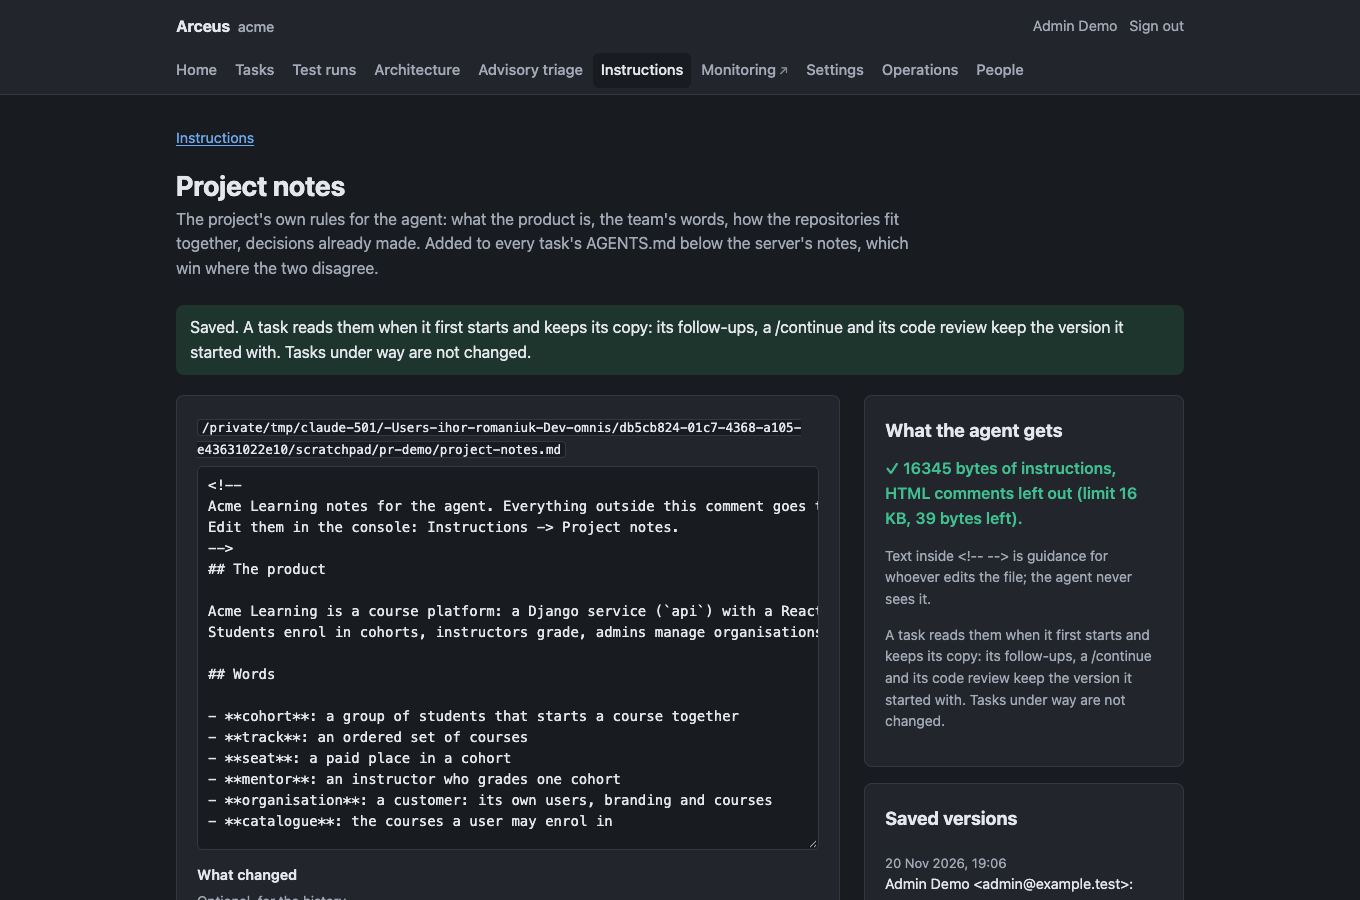 Arceus acme
Admin Demo Sign out
Home Tasks Test runs Architecture Advisory triage Instructions Monitoring ↗ Settings Operations People
Instructions
Project notes
The project's own rules for the agent: what the product is, the team's words, how the repositories fit
together, decisions already made. Added to every task's AGENTS.md below the server's notes, which
win where the two disagree.
Saved. A task reads them when it first starts and keeps its copy: its follow-ups, a /continue and its code review keep the version it
started with. Tasks under way are not changed.
/private/tmp/claude-501/-Users-ihor-romaniuk-Dev-omnis/db5cb824-01c7-4368-a105-
e43631022e10/scratchpad/pr-demo/project-notes.md
<!--
Acme Learning notes for the agent. Everything outside this comment goes
Edit them in the console: Instructions -> Project notes.
-->
## The product
Acme Learning is a course platform: a Django service (`api`) with a React
Students enrol in cohorts, instructors grade, admins manage organisations
## Words
- **cohort**: a group of students that starts a course together
- **track**: an ordered set of courses
- **seat**: a paid place in a cohort
- **mentor**: an instructor who grades one cohort
- **organisation**: a customer: its own users, branding and courses
- **catalogue**: the courses a user may enrol in
What changed
Optional, for the history
What the agent gets
✓ 16345 bytes of instructions,
HTML comments left out (limit 16
KB, 39 bytes left).
Text inside <!-- --> is guidance for
whoever edits the file; the agent never
sees it.
A task reads them when it first starts and
keeps its copy: its follow-ups, a /continue
and its code review keep the version it
started with. Tasks under way are not
changed.
Saved versions
20 Nov 2026, 19:06
Admin Demo <admin@example.test>: